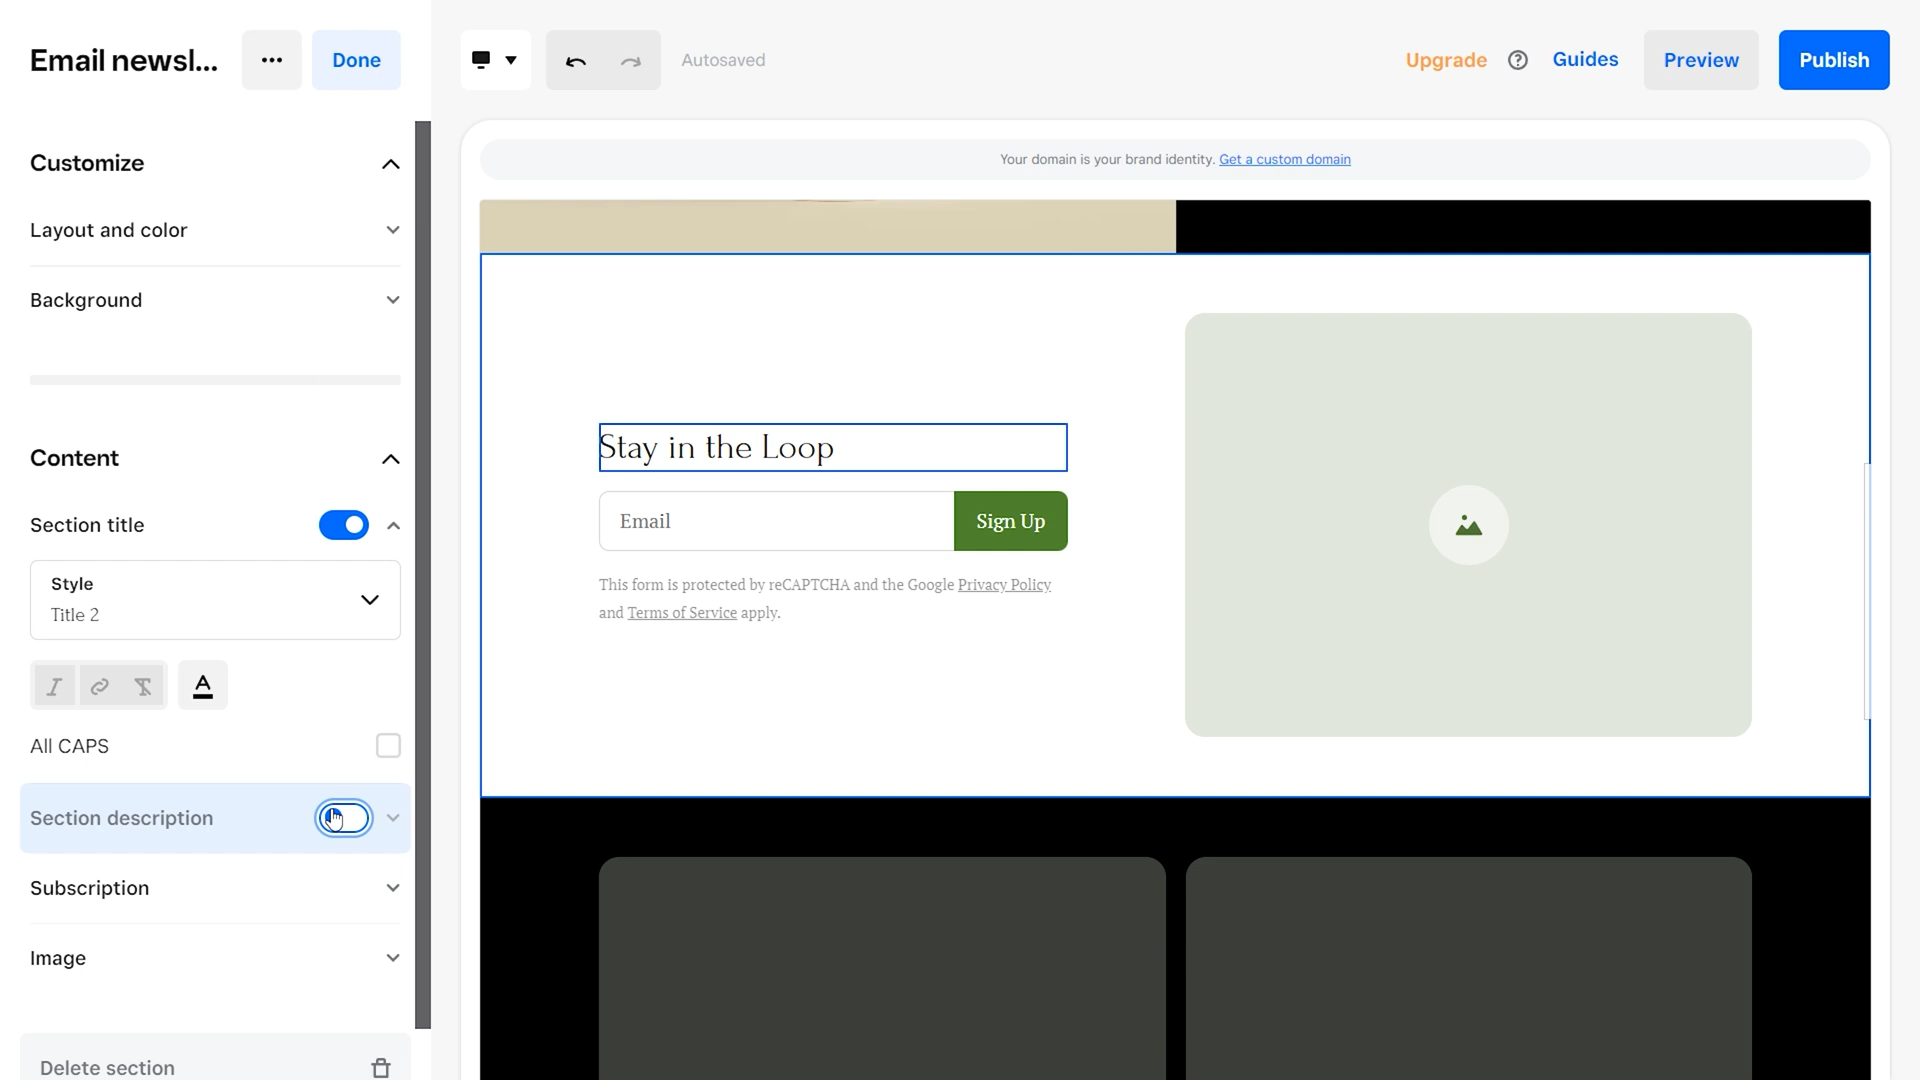 Email newsl...
Done
Autosaved
Upgrade
Guides
Preview
Publish
Customize
Layout and color
Background
Content
Section title
Style
Title 2
All CAPS
Section description
Subscription
Image
Delete section
Your domain is your brand identity. Get a custom domain
Stay in the Loop
Email
Sign Up
This form is protected by reCAPTCHA and the Google Privacy Policy
and Terms of Service apply.